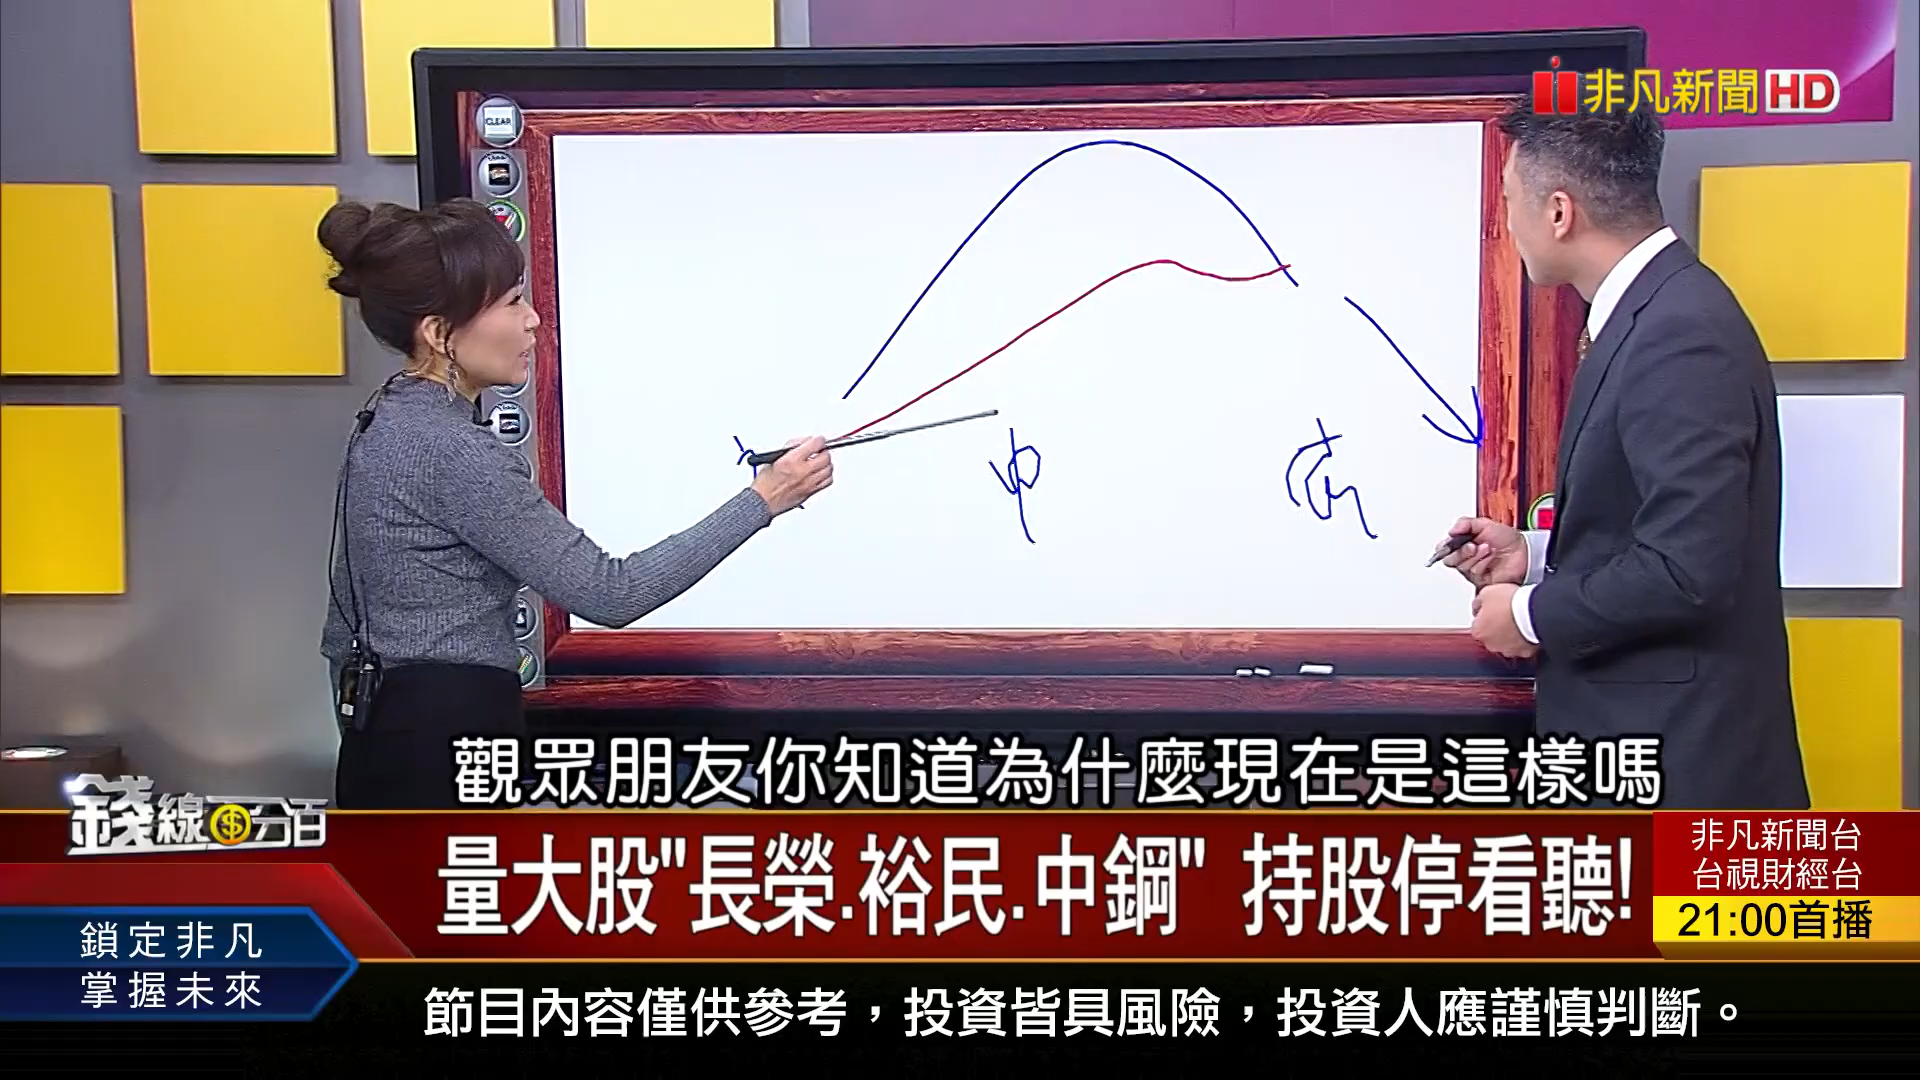 非凡新聞HD
CLEAR
中
觀眾朋友你知道為什麼現在是這樣嗎
錢線百分百
量大股"長榮.裕民.中鋼" 持股停看聽!
非凡新聞台
台視財經台
21:00首播
鎖定非凡
掌握未來
節目內容僅供參考，投資皆具風險，投資人應謹慎判斷。